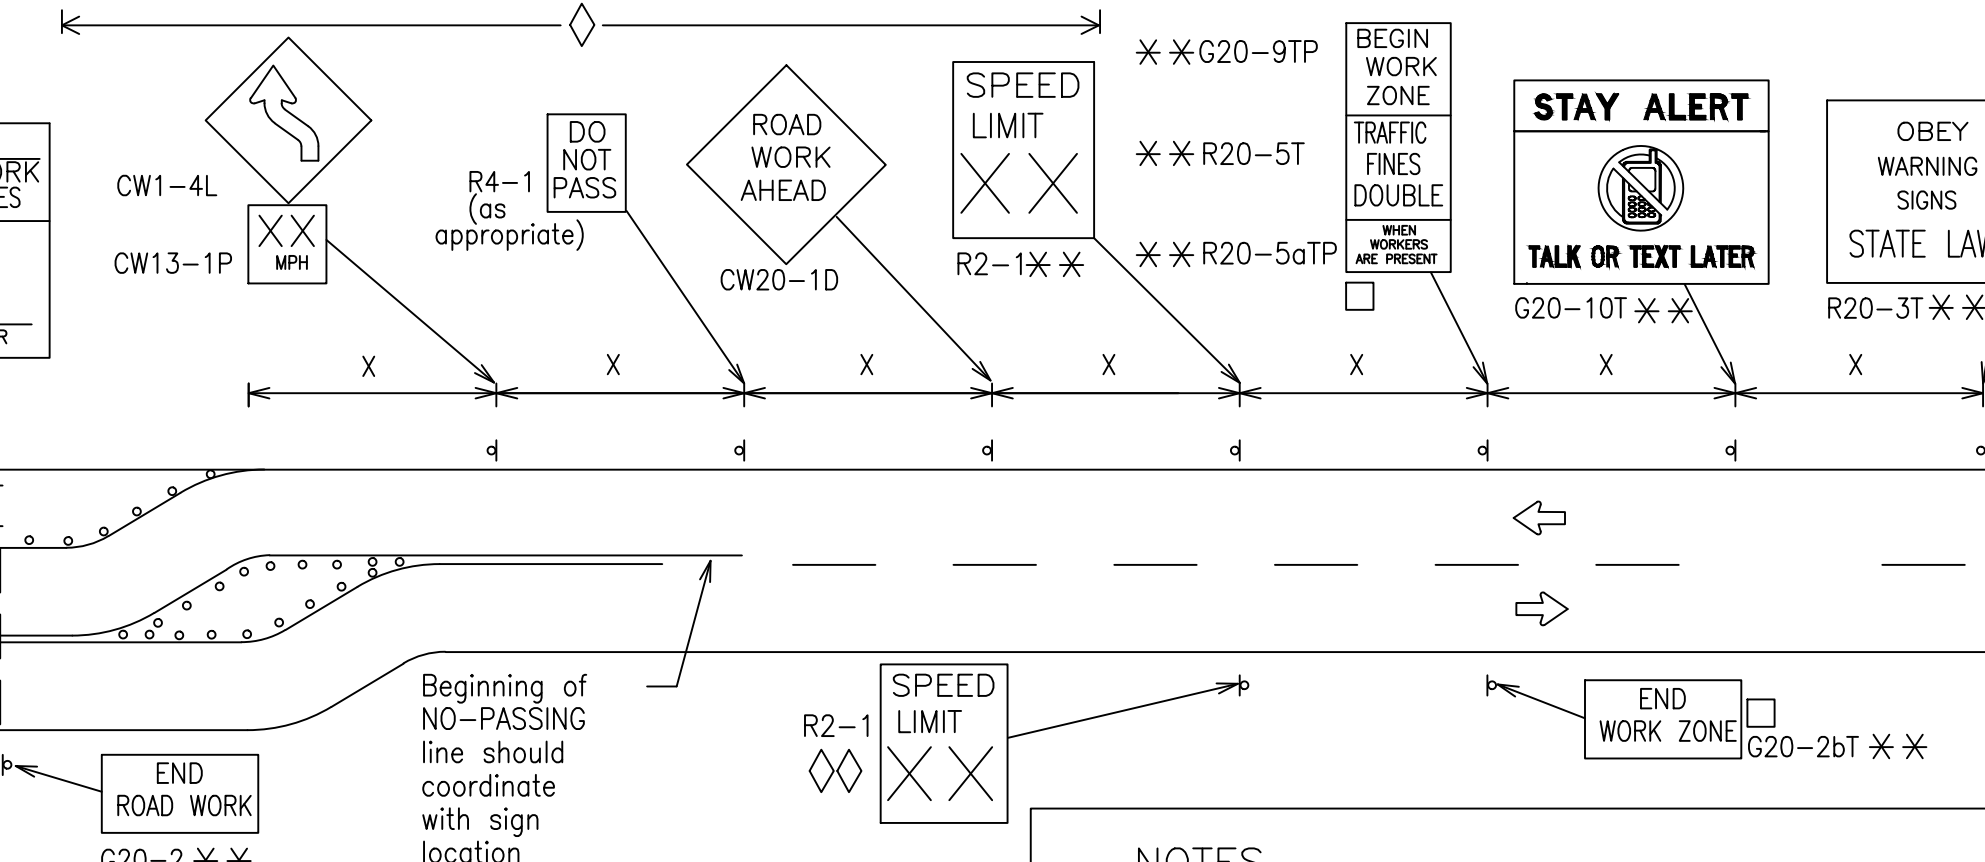 CW1-4L
XX
MPH
CW13-1P
DO
NOT
PASS
R4-1
(as
appropriate)
ROAD
WORK
AHEAD
CW20-1D
SPEED
LIMIT
XX
R2-1**
**G20-9TP
**R20-5T
**R20-5aTP
BEGIN
WORK
ZONE
TRAFFIC
FINES
DOUBLE
WHEN
WORKERS
ARE PRESENT
STAY ALERT
TALK OR TEXT LATER
G20-10T**
OBEY
WARNING
SIGNS
STATE
R20-3T**
X X X X X X X
Beginning of
NO-PASSING
line should
coordinate
with sign
location
END
ROAD WORK
G20-2**
R2-1
SPEED
LIMIT
XX
END
WORK ZONE
G20-2bT**
NOTES